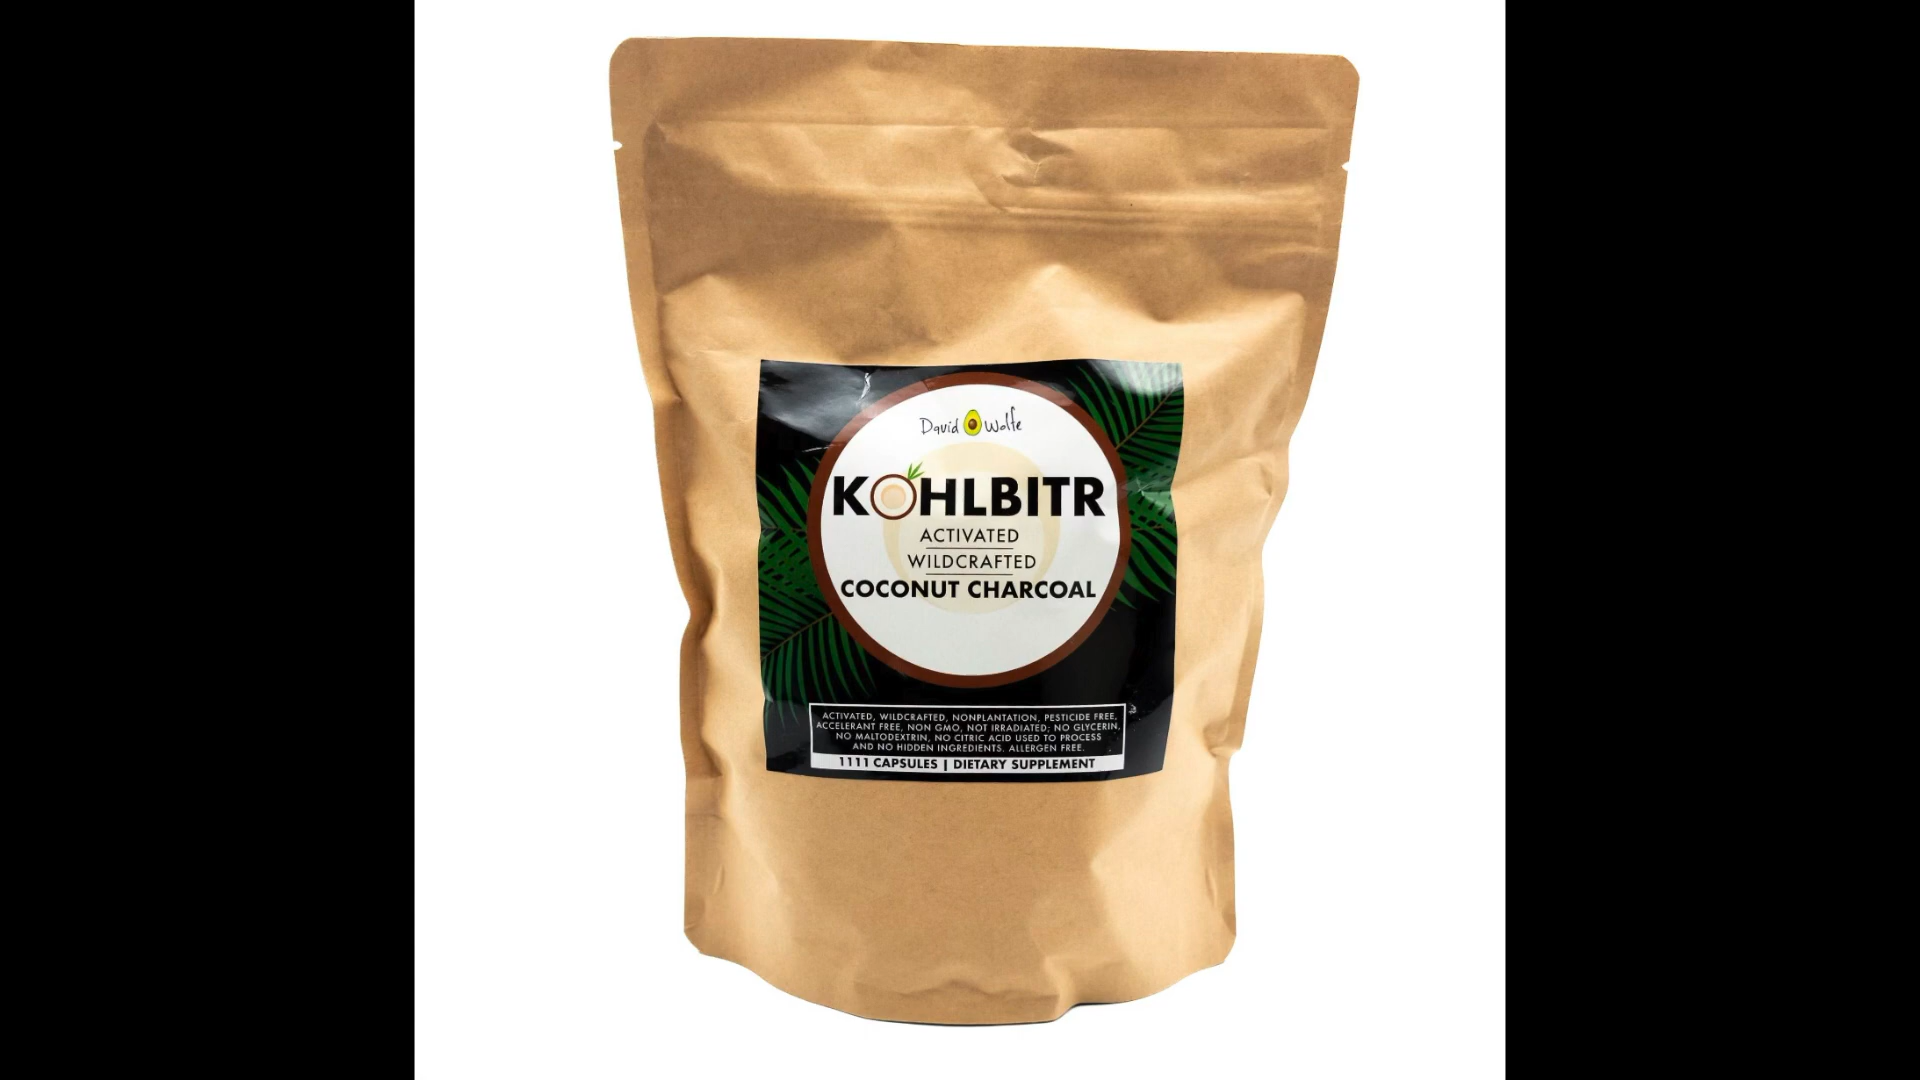 David Wolfe
KOHLBITR
ACTIVATED
WILDCRAFTED
COCONUT CHARCOAL
ACTIVATED, WILDCRAFTED, NONPLANTATION, PESTICIDE FREE,
ACCELERANT FREE, NON GMO, NOT IRRADIATED; NO GLYCERIN,
NO MALTODEXTRIN, NO CITRIC ACID USED TO PROCESS
AND NO HIDDEN INGREDIENTS. ALLERGEN FREE.
1111 CAPSULES | DIETARY SUPPLEMENT